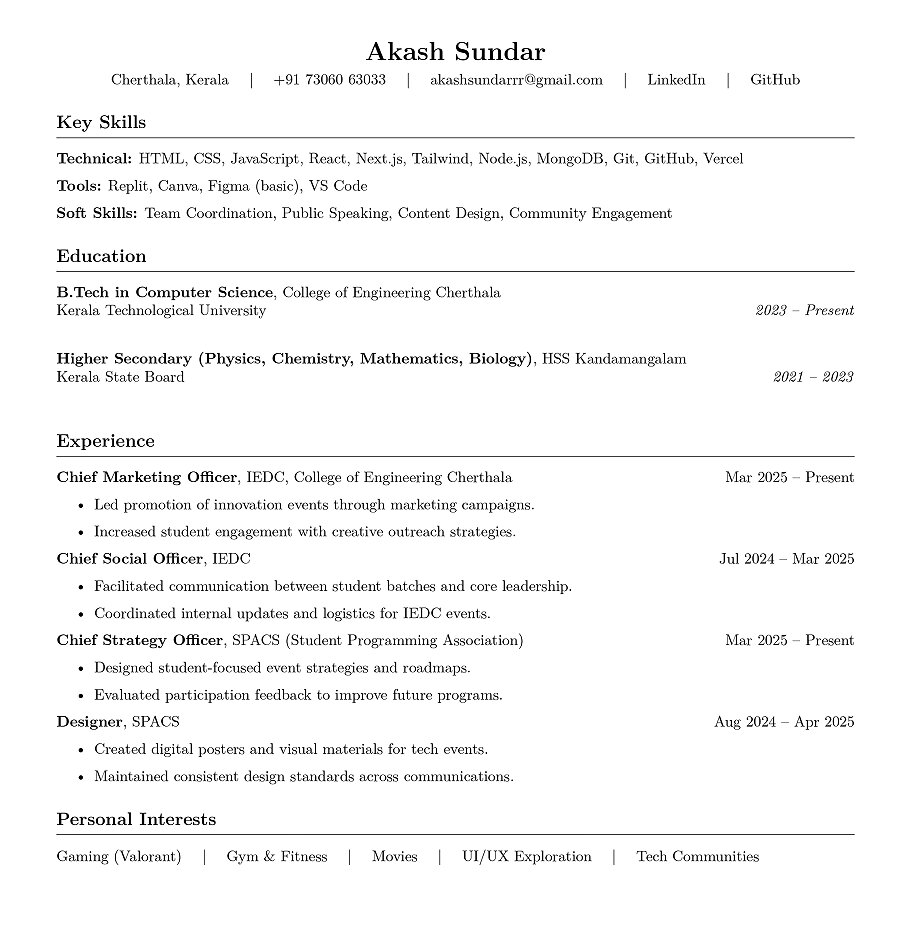 Akash Sundar
Cherthala, Kerala | +91 73060 63033 | akashsundarrr@gmail.com | LinkedIn | GitHub
Key Skills
Technical: HTML, CSS, JavaScript, React, Next.js, Tailwind, Node.js, MongoDB, Git, GitHub, Vercel
Tools: Replit, Canva, Figma (basic), VS Code
Soft Skills: Team Coordination, Public Speaking, Content Design, Community Engagement
Education
B.Tech in Computer Science, College of Engineering Cherthala
Kerala Technological University 2023 – Present
Higher Secondary (Physics, Chemistry, Mathematics, Biology), HSS Kandamangalam
Kerala State Board 2021 – 2023
Experience
Chief Marketing Officer, IEDC, College of Engineering Cherthala Mar 2025 – Present
• Led promotion of innovation events through marketing campaigns.
• Increased student engagement with creative outreach strategies.
Chief Social Officer, IEDC Jul 2024 – Mar 2025
• Facilitated communication between student batches and core leadership.
• Coordinated internal updates and logistics for IEDC events.
Chief Strategy Officer, SPACS (Student Programming Association) Mar 2025 – Present
• Designed student-focused event strategies and roadmaps.
• Evaluated participation feedback to improve future programs.
Designer, SPACS Aug 2024 – Apr 2025
• Created digital posters and visual materials for tech events.
• Maintained consistent design standards across communications.
Personal Interests
Gaming (Valorant) | Gym & Fitness | Movies | UI/UX Exploration | Tech Communities